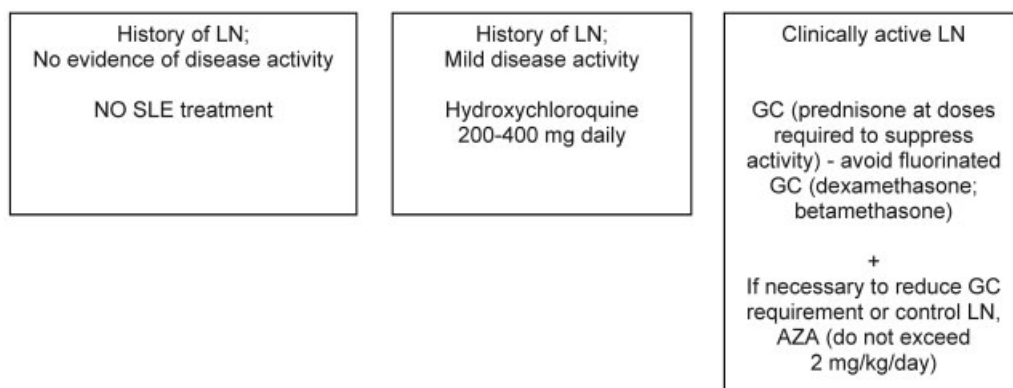 History of LN;
No evidence of disease activity
NO SLE treatment
History of LN;
Mild disease activity
Hydroxychloroquine
200-400 mg daily
Clinically active LN
GC (prednisone at doses
required to suppress
activity) - avoid fluorinated
GC (dexamethasone;
betamethasone)
+
If necessary to reduce GC
requirement or control LN,
AZA (do not exceed
2 mg/kg/day)